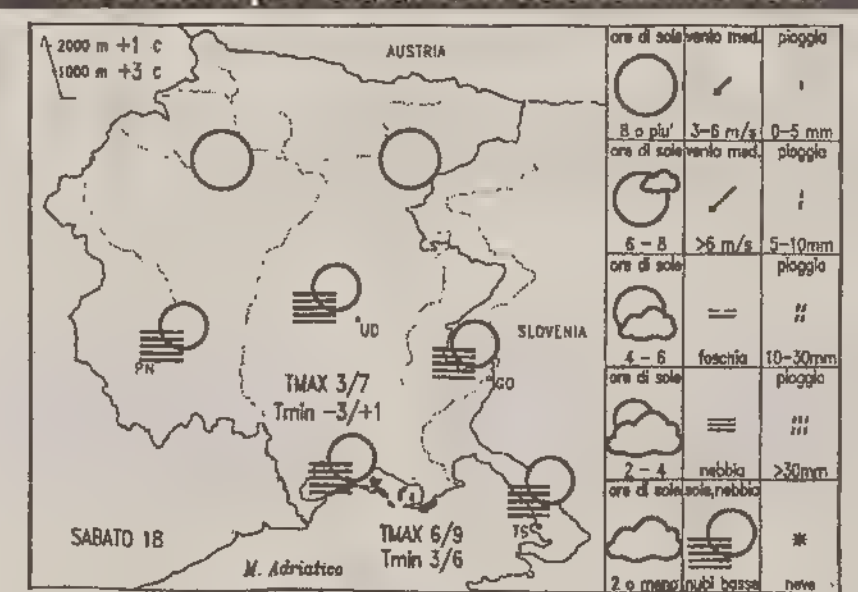 2000 m +1 c
1000 m +3 c
AUSTRIA
CS
SLOVENIA
UD
PN
GO
TMAX 3/7
Tmin -3/+1
TS
TMAX 6/9
Tmin 3/6
SABATO 18
M. Adriatico
ore di sole vento med. pioggia
8 o piu' 3-6 m/s 0-5 mm
ore di sole vento med. pioggia
6 - 8 >6 m/s 5-10mm
ore di sole pioggia
4 - 6 foschia 10-30mm
ore di sole pioggia
2 - 4 nebbia >30mm
ore di sole sole,nebbia
2 o meno nubi basse neve